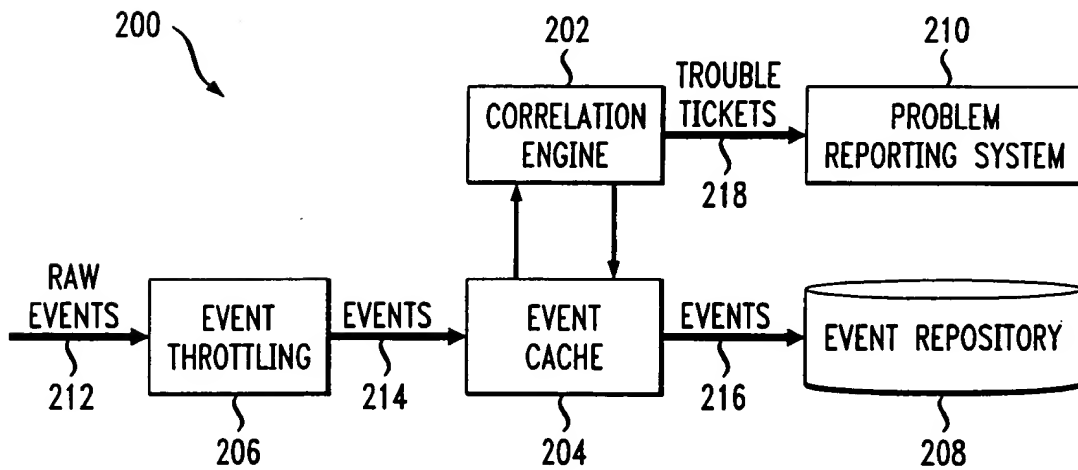 200
202
210
CORRELATION
ENGINE
TROUBLE
TICKETS
218
PROBLEM
REPORTING SYSTEM
RAW
EVENTS
212
EVENT
THROTTLING
206
EVENTS
214
EVENT
CACHE
204
EVENTS
216
EVENT REPOSITORY
208